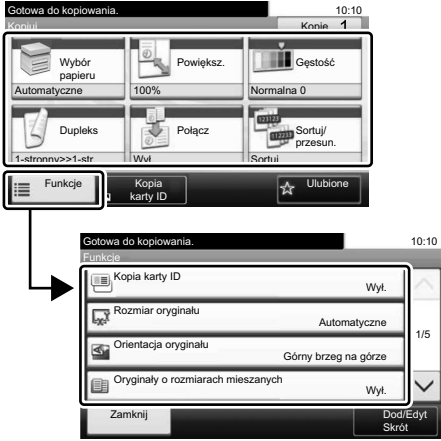 Gotowa do kopiowania. 10:10
Kopiuj Kopie 1
Wybór
papieru
Powiększ.
Gęstość
Automatyczne 100% Normalna 0
Dupleks
Połącz
Sortuj/
przesun.
1-stronny>>1-str. Wył. Sortuj
Funkcje
Kopia
karty ID
Ulubione
Gotowa do kopiowania. 10:10
Funkcje
Kopia karty ID
Wył.
Rozmiar oryginału
Automatyczne
1/5
Orientacja oryginału
Górny brzeg na górze
Oryginały o rozmiarach mieszanych
Wył.
Zamknij
Dod/Edyt
Skrót